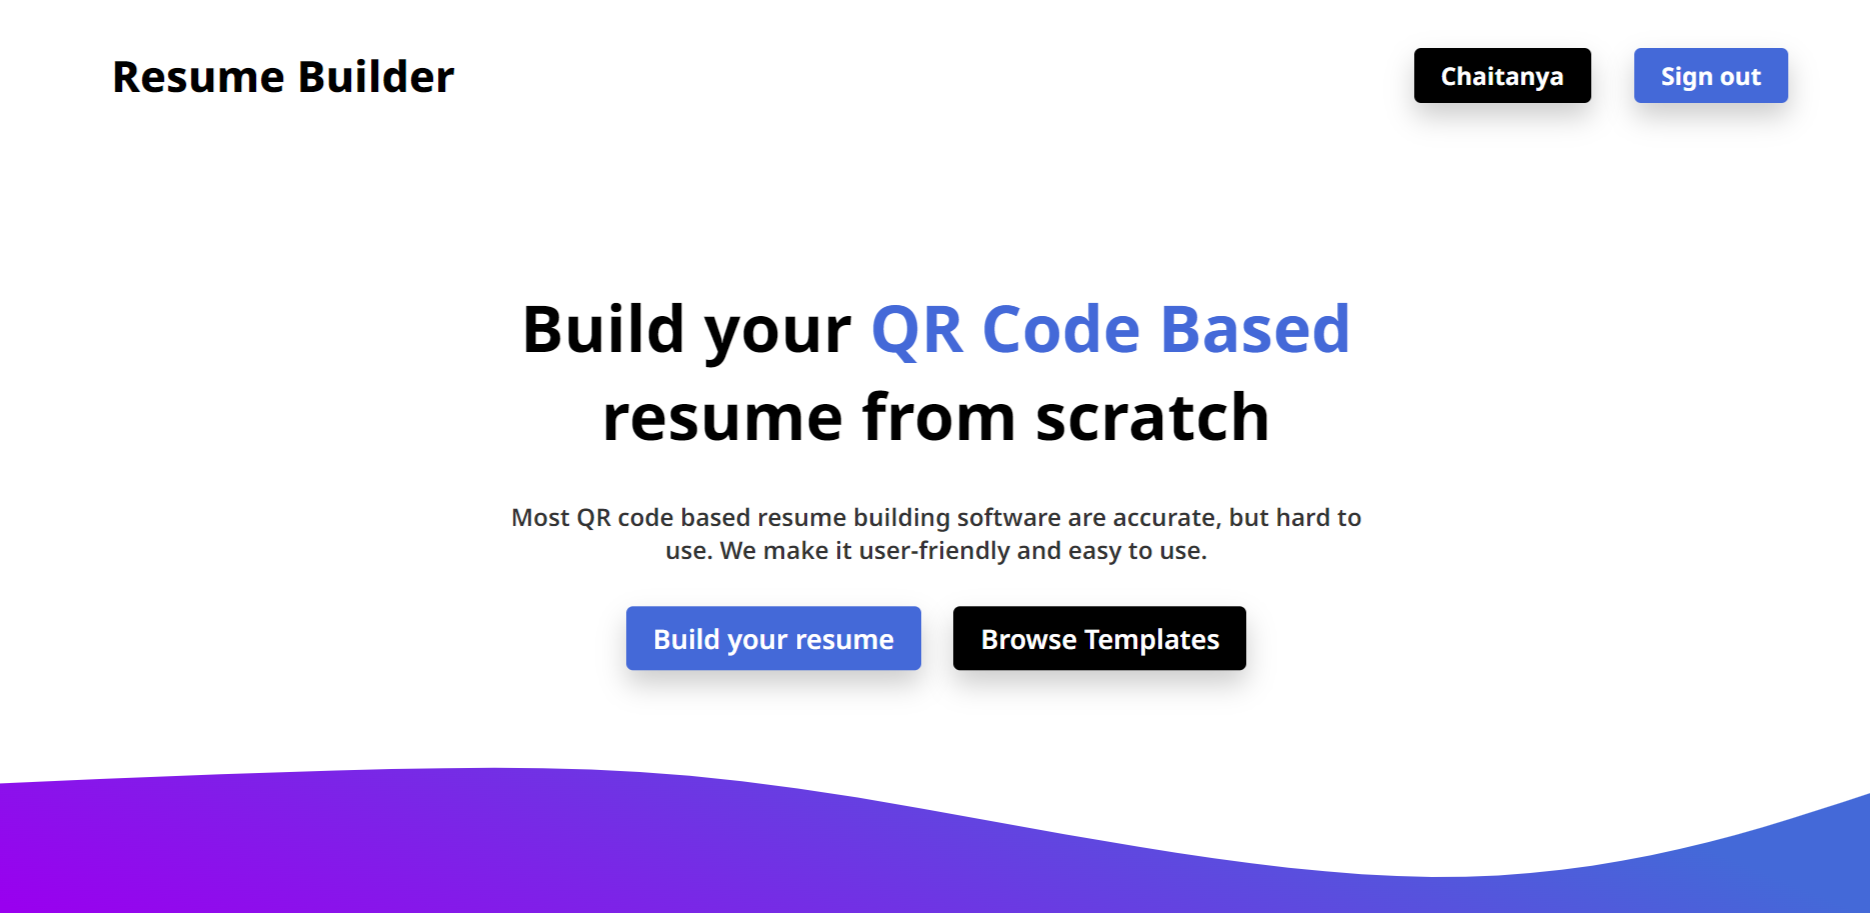 Resume Builder
Chaitanya
Sign out
Build your QR Code Based
resume from scratch
Most QR code based resume building software are accurate, but hard to
use. We make it user-friendly and easy to use.
Build your resume
Browse Templates